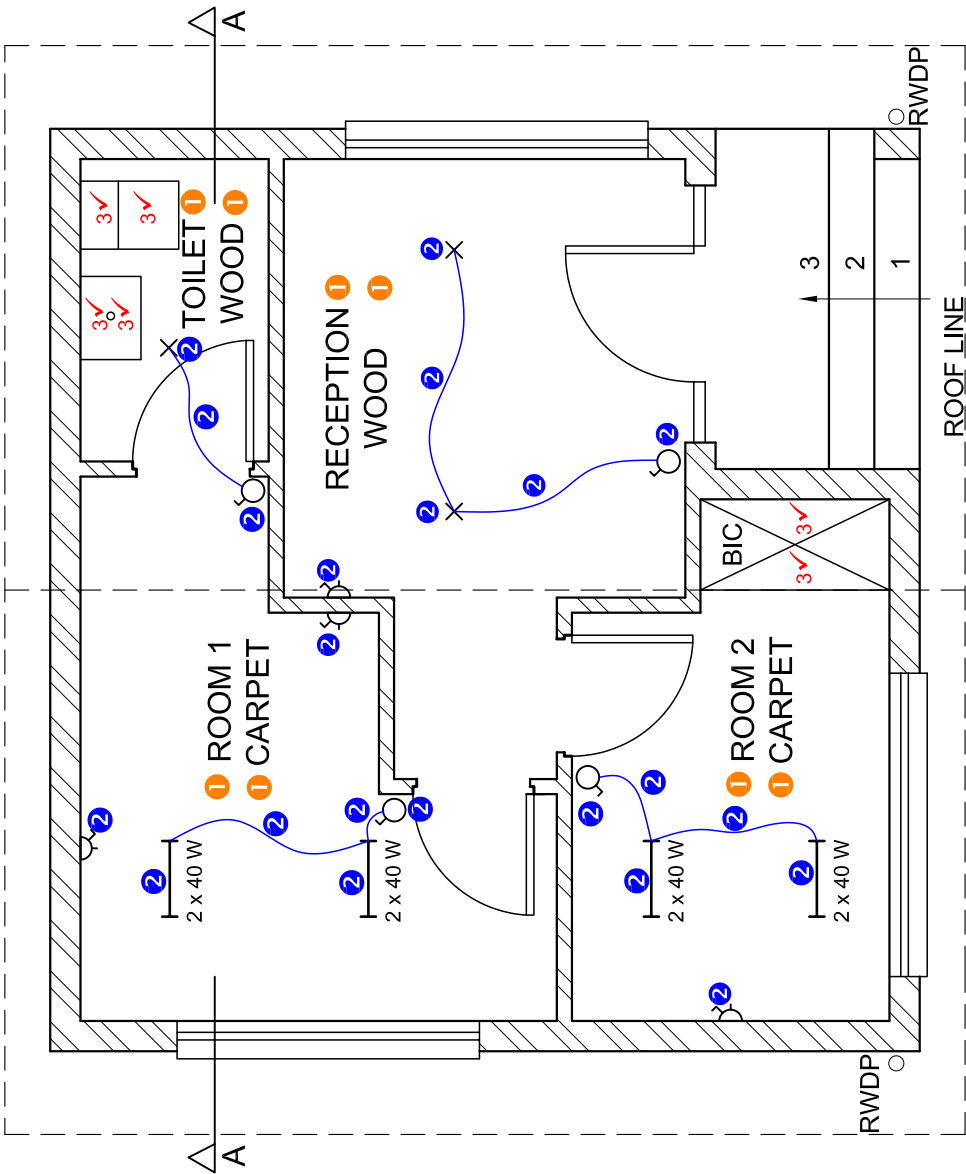 2
3✓
3✓
3✓
3✓
2
2
TOILET 1
2 x 40 W
2
1 ROOM 1
WOOD 1
A
A
2
1 CARPET
2
2
2
RECEPTION 1
2
2
WOOD 1
2 x 40 W
2
2
2
2
2
2
2
2
2
2 x 40 W
2
2
BIC
1 ROOM 2
1 CARPET
2
3✓ 3✓
3
2 x 40 W
2
RWDP
1
RWDP
ROOF LINE